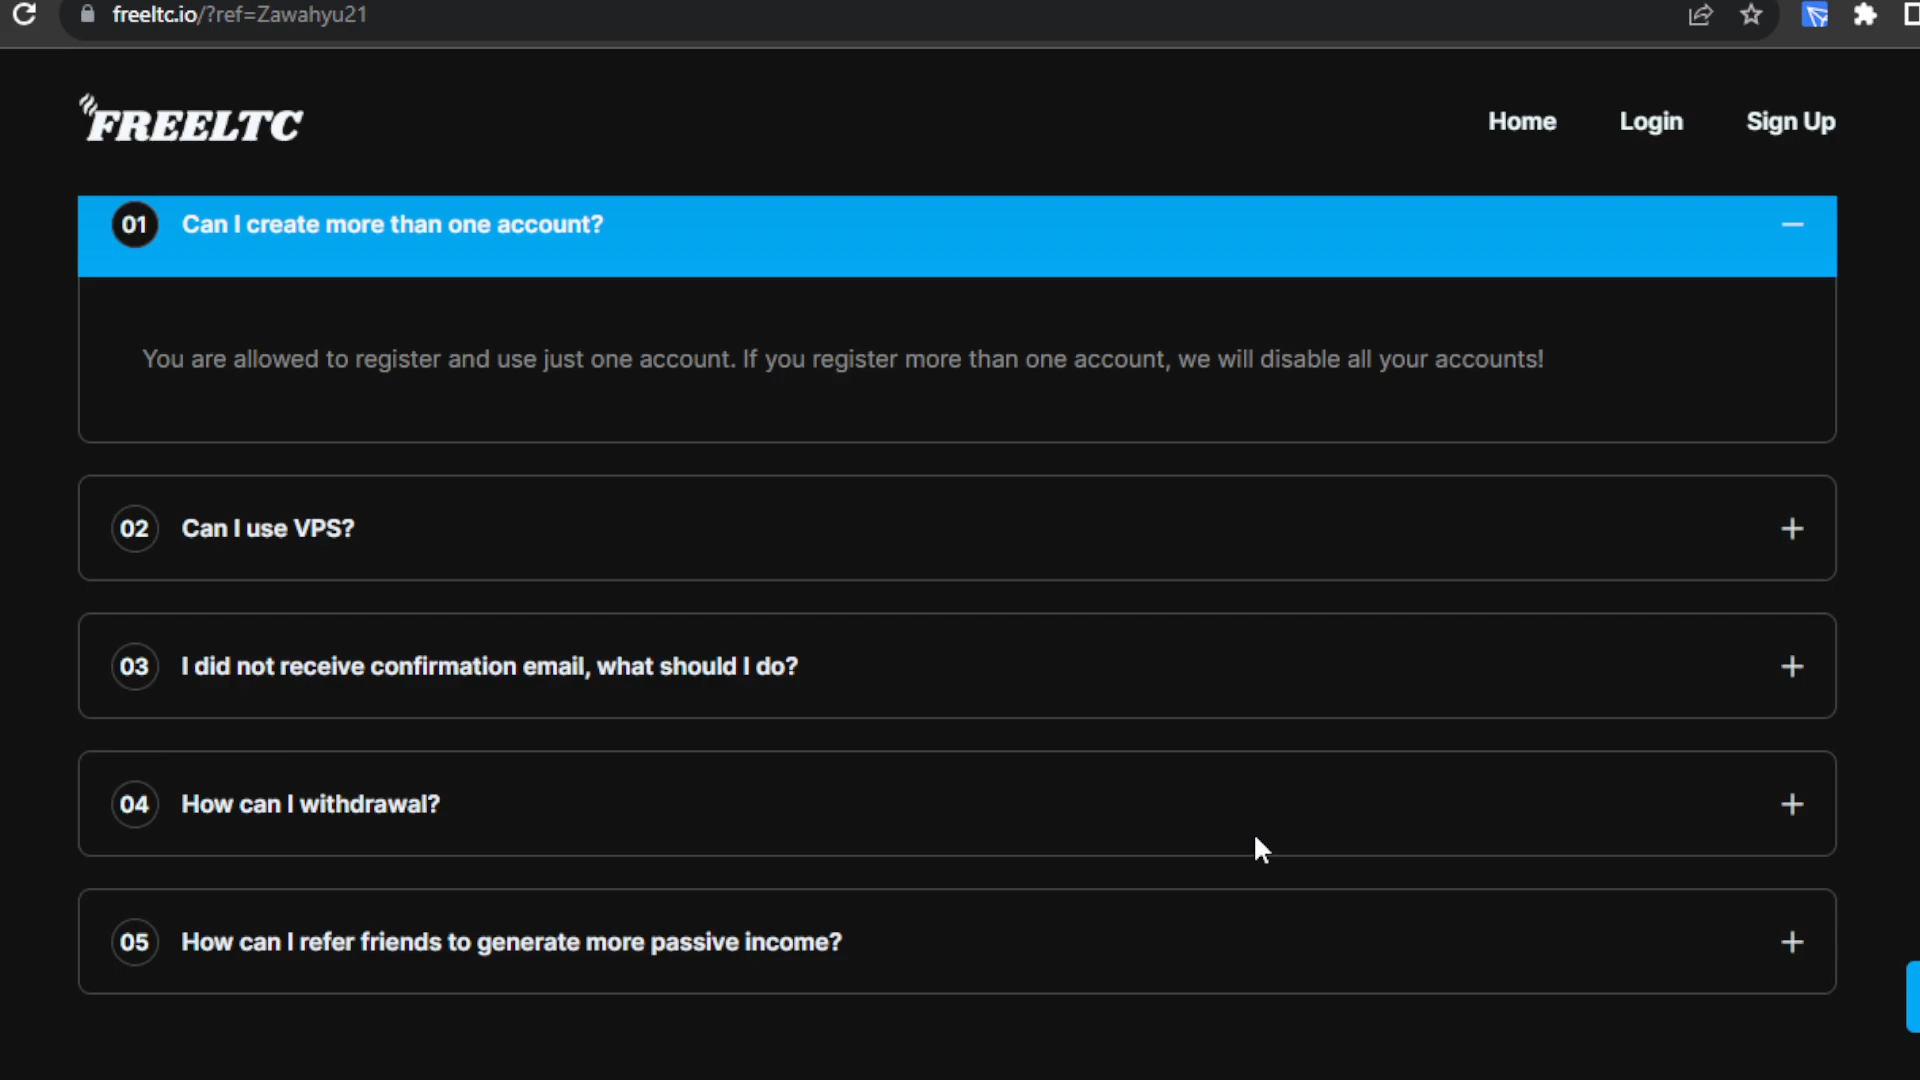 freeltc.io/?ref=Zawahyu21
FREELTC
Home Login Sign Up
01 Can I create more than one account?
You are allowed to register and use just one account. If you register more than one account, we will disable all your accounts!
02 Can I use VPS?
03 I did not receive confirmation email, what should I do?
04 How can I withdrawal?
05 How can I refer friends to generate more passive income?